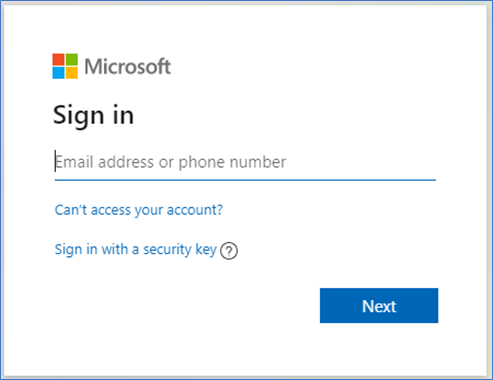 Microsoft
Sign in
Email address or phone number
Can't access your account?
Sign in with a security key ?
Next